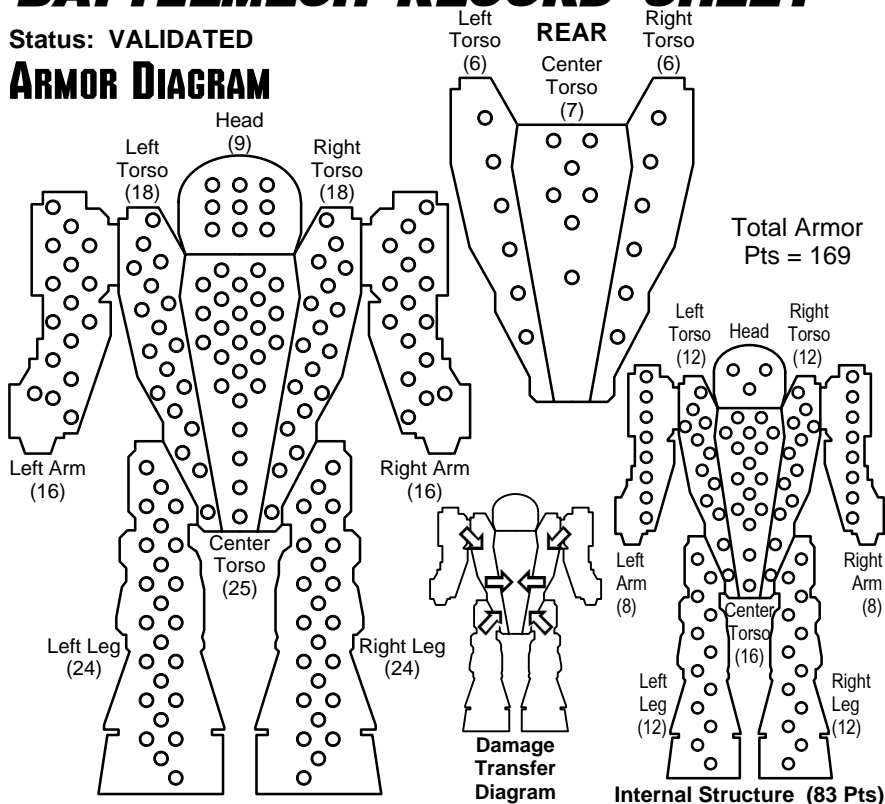 BATTLEMECH RECORD SHEET
Status: VALIDATED
ARMOR DIAGRAM
Head
(9)
Left
Torso
(18)
Right
Torso
(18)
Left Arm
(16)
Right Arm
(16)
Center
Torso
(25)
Left Leg
(24)
Right Leg
(24)
Left
Torso
(6)
REAR
Center
Torso
(7)
Right
Torso
(6)
Total Armor
Pts = 169
Left
Torso
(12)
Head
Right
Torso
(12)
Left
Arm
(8)
Right
Arm
(8)
Center
Torso
(16)
Left
Leg
(12)
Right
Leg
(12)
Damage
Transfer
Diagram
Internal Structure (83 Pts)